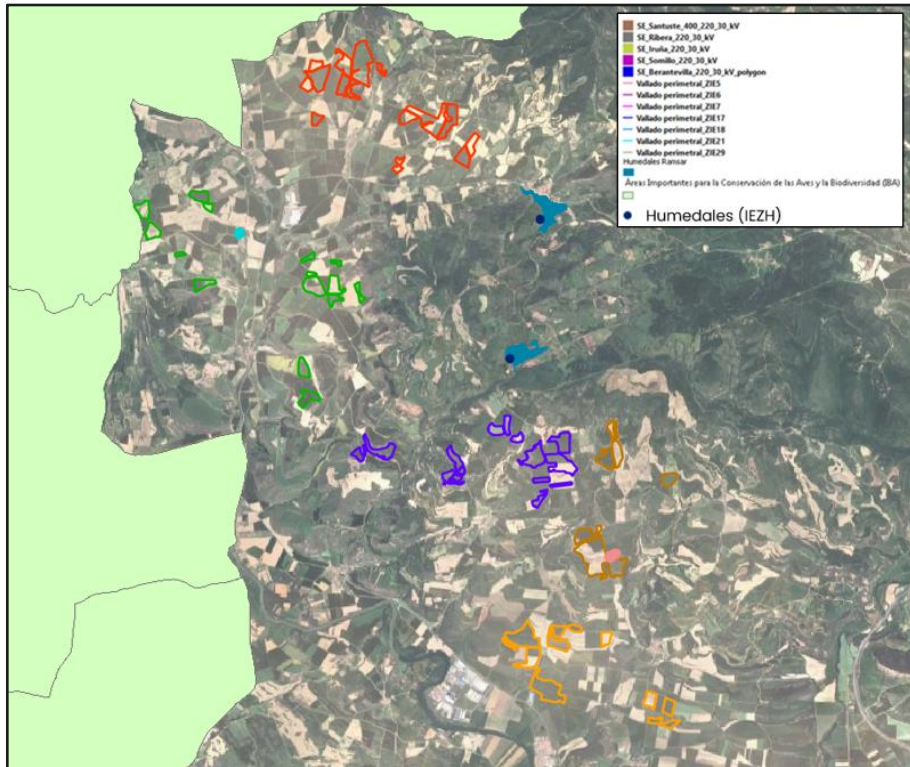 SE_Santuste_400_220_30_kV
SE_Ribera_220_30_kV
SE_Iruña_220_30_kV
SE_Somillo_220_30_kV
SE_Berantevilla_220_30_kV_polygon
Vallado perimetral_ZIE5
Vallado perimetral_ZIE6
Vallado perimetral_ZIE7
Vallado perimetral_ZIE17
Vallado perimetral_ZIE18
Vallado perimetral_ZIE21
Vallado perimetral_ZIE29
Humedales Ramsar
Áreas Importantes para la Conservación de las Aves y la Biodiversidad (IBA)
Humedales (IEZH)